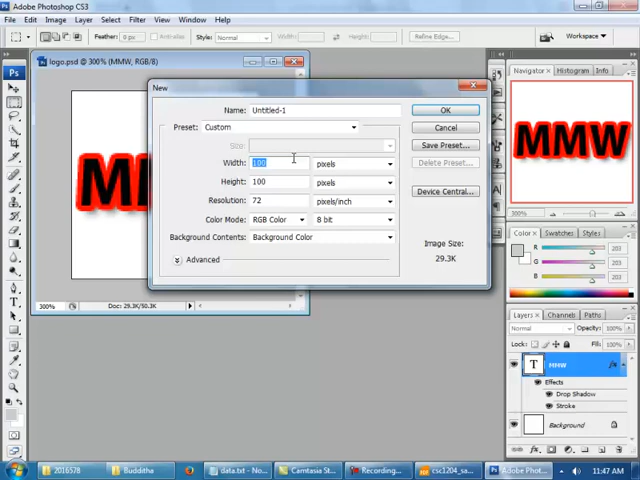 Adobe Photoshop CS3
File Edit Image Layer Select Filter View Window Help
Feather: 0 px Anti-alias Style: Normal Width: Height: Refine Edge... Workspace
logo.psd @ 300% (MMW, RGB/8)
MMW
300% Doc: 29.3K/50.3K
New
Name: Untitled-1
Preset: Custom
Size:
Width: 100 pixels
Height: 100 pixels
Resolution: 72 pixels/inch
Color Mode: RGB Color 8 bit
Background Contents: Background Color
Advanced
OK
Cancel
Save Preset...
Delete Preset...
Device Central...
Image Size:
29.3K
Navigator Histogram Info
MMW
300%
Color Swatches Styles
R
G
B
Layers Channels Paths
Normal Opacity: 100%
Lock: Fill: 100%
T MMW fx
Effects
Drop Shadow
Stroke
Background
2016578 Budditha data.txt - No... Camtasia Stu... Recording... csc1204_sa... Adobe Phot... 11:47 AM